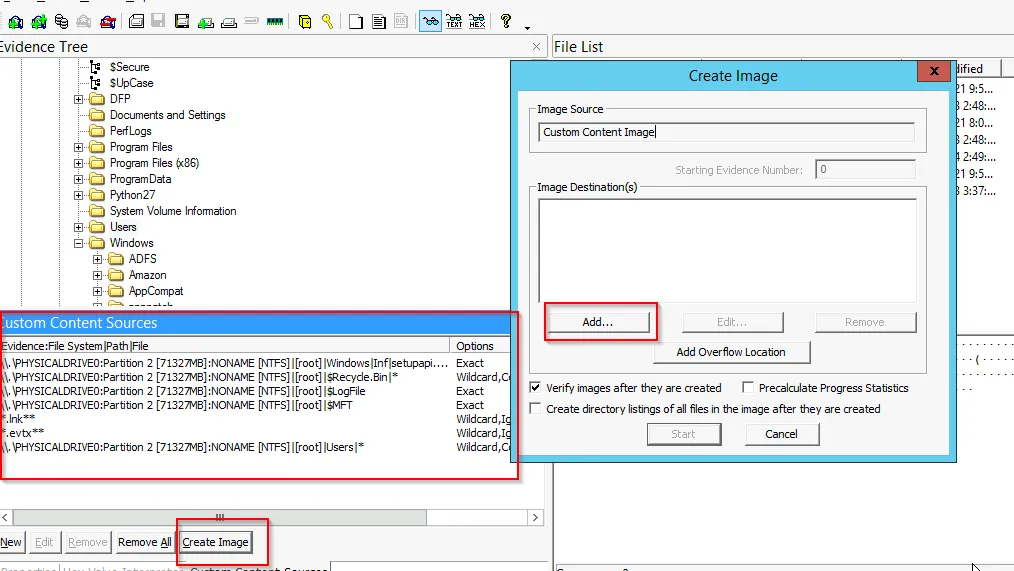 TEXT HEX
Evidence Tree
File List
$Secure
$UpCase
DFP
Documents and Settings
PerfLogs
Program Files
Program Files (x86)
ProgramData
Python27
System Volume Information
Users
Windows
ADFS
Amazon
AppCompat
ustom Content Sources
Evidence:File System|Path|File Options
\\.\PHYSICALDRIVE0:Partition 2 [71327MB]:NONAME [NTFS]|[root]|Windows|Inf|setupapi.... Exact
\\.\PHYSICALDRIVE0:Partition 2 [71327MB]:NONAME [NTFS]|[root]|$Recycle.Bin|* Wildcard,Co
\\.\PHYSICALDRIVE0:Partition 2 [71327MB]:NONAME [NTFS]|[root]|$LogFile Exact
\\.\PHYSICALDRIVE0:Partition 2 [71327MB]:NONAME [NTFS]|[root]|$MFT Exact
*.lnk** Wildcard,Ig
*.evtx** Wildcard,Ig
\\.\PHYSICALDRIVE0:Partition 2 [71327MB]:NONAME [NTFS]|[root]|Users|* Wildcard,Co
New Edit Remove Remove All Create Image
Create Image
Image Source
Custom Content Image
Starting Evidence Number: 0
Image Destination(s)
Add... Edit... Remove
Add Overflow Location
Verify images after they are created Precalculate Progress Statistics
Create directory listings of all files in the image after they are created
Start Cancel
dified
21 9:5...
3 2:48:...
21 8:0...
3 2:48:...
4 2:49:...
21 9:5...
3 3:37:...